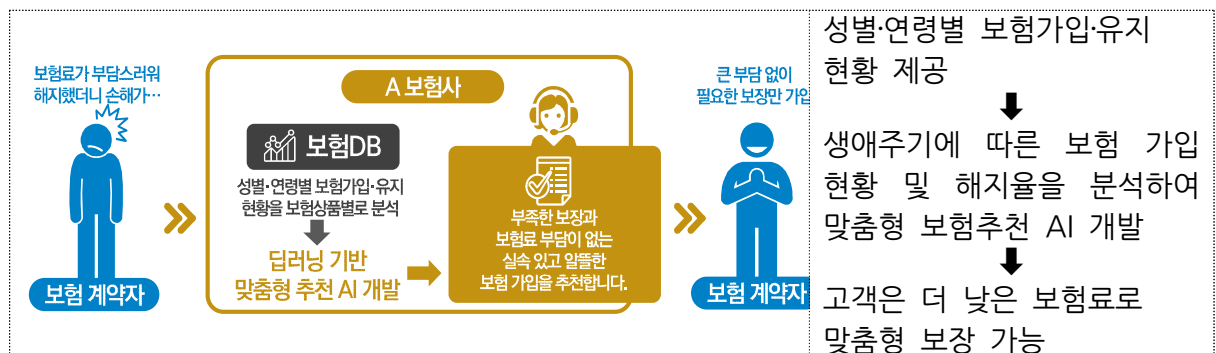 보험료가 부담스러워
해지했더니 손해가…
보험 계약자
A 보험사
보험DB
성별·연령별 보험가입·유지
현황을 보험상품별로 분석
딥러닝 기반
맞춤형 추천 AI 개발
부족한 보장과
보험료 부담이 없는
실속 있고 알뜰한
보험 가입을 추천합니다.
큰 부담 없이
필요한 보장만 가입
보험 계약자
성별·연령별 보험가입·유지
현황 제공
생애주기에 따른 보험 가입
현황 및 해지율을 분석하여
맞춤형 보험추천 AI 개발
고객은 더 낮은 보험료로
맞춤형 보장 가능